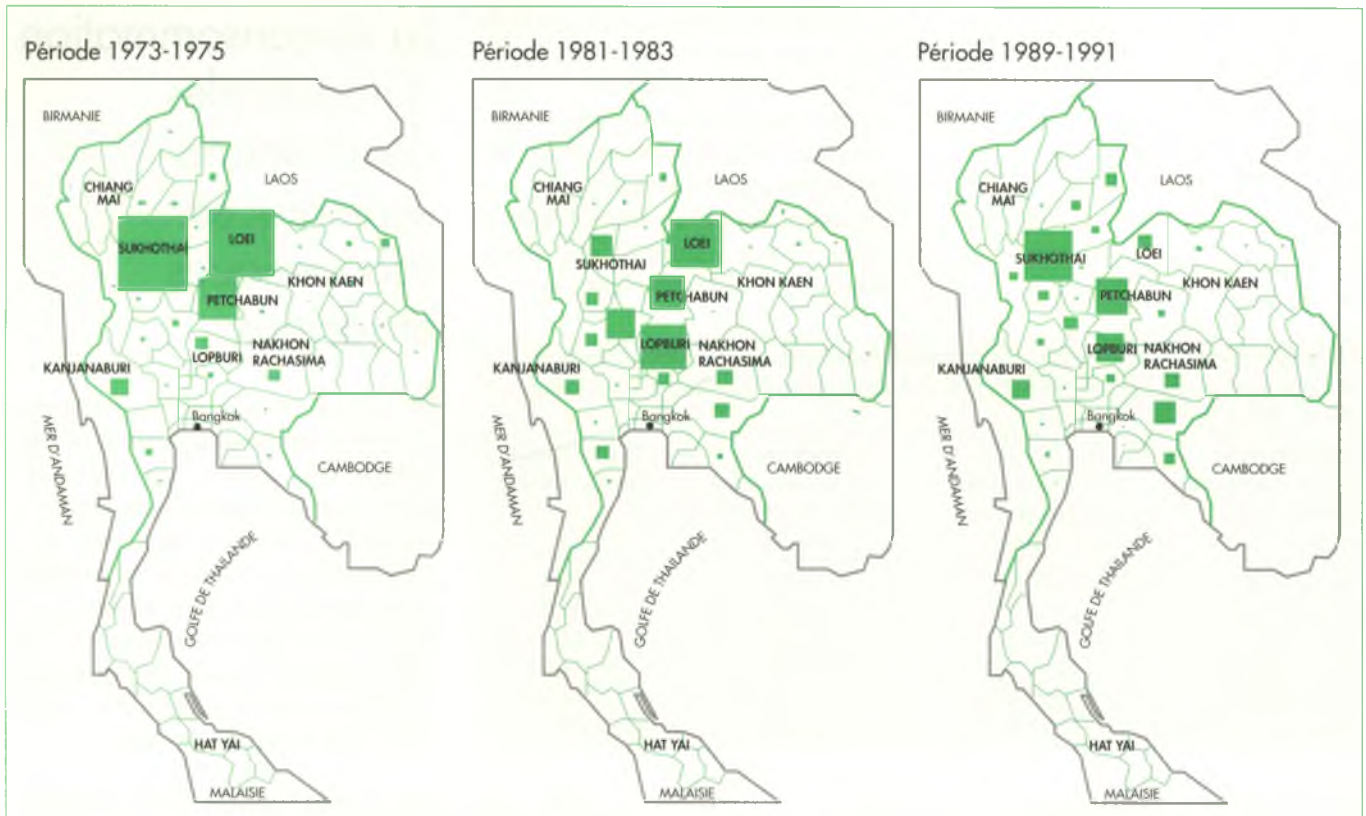 Période 1973-1975
BIRMANIE
LAOS
CHIANG
MAI
SUKHOTHAI
LOEI
KHON KAEN
PETCHABUN
LOPBURI
NAKHON
RACHASIMA
KANJANABURI
Bangkok
MER D'ANDAMAN
CAMBODGE
GOLFE DE THAILANDE
HAT YAI
MALAISIE
Période 1981-1983
BIRMANIE
LAOS
CHIANG
MAI
LOEI
SUKHOTHAI
KHON KAEN
PETCHABUN
LOPBURI
NAKHON
RACHASIMA
KANJANABURI
Bangkok
MER D'ANDAMAN
CAMBODGE
GOLFE DE THAILANDE
HAT YAI
MALAISIE
Période 1989-1991
BIRMANIE
LAOS
CHIANG
MAI
SUKHOTHAI
LOEI
KHON KAEN
PETCHABUN
LOPBURI
NAKHON
RACHASIMA
KANJANABURI
Bangkok
MER D'ANDAMAN
CAMBODGE
GOLFE DE THAILANDE
HAT YAI
MALAISIE